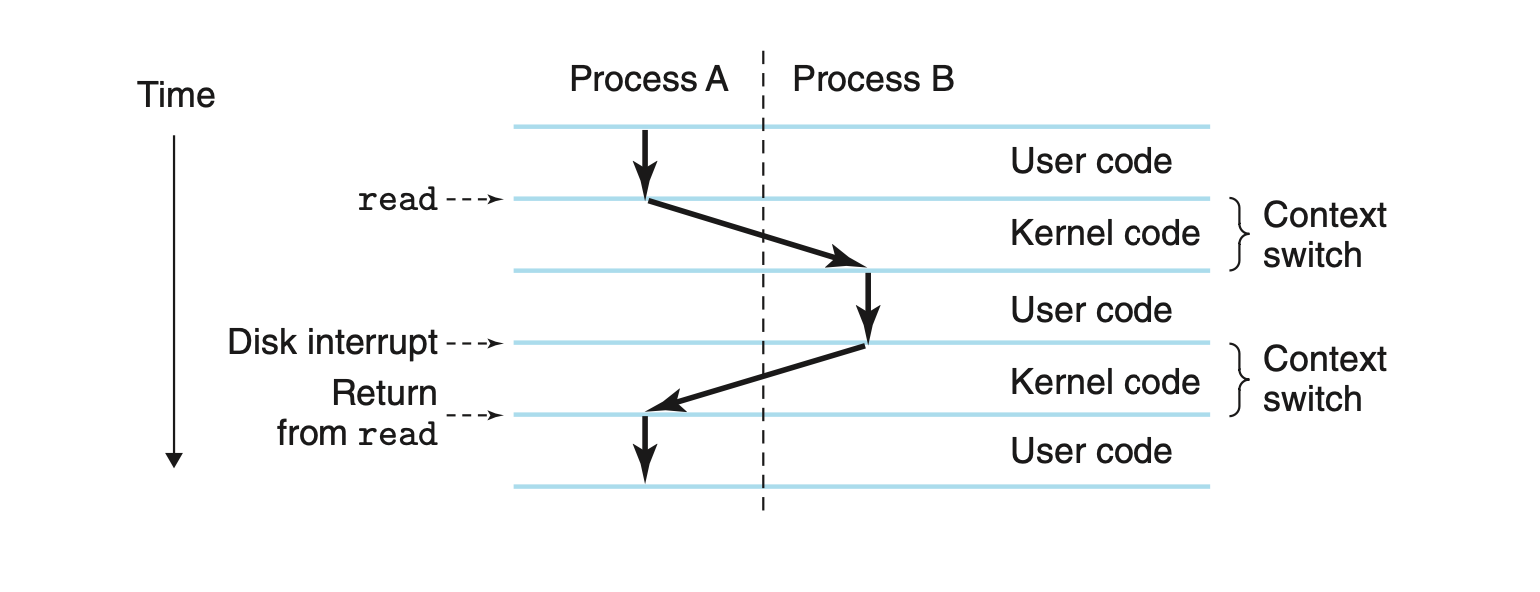 Process A
Process B
Time
User code
read
Kernel code
Context
switch
User code
Disk interrupt
Kernel code
Context
switch
Return
from read
User code